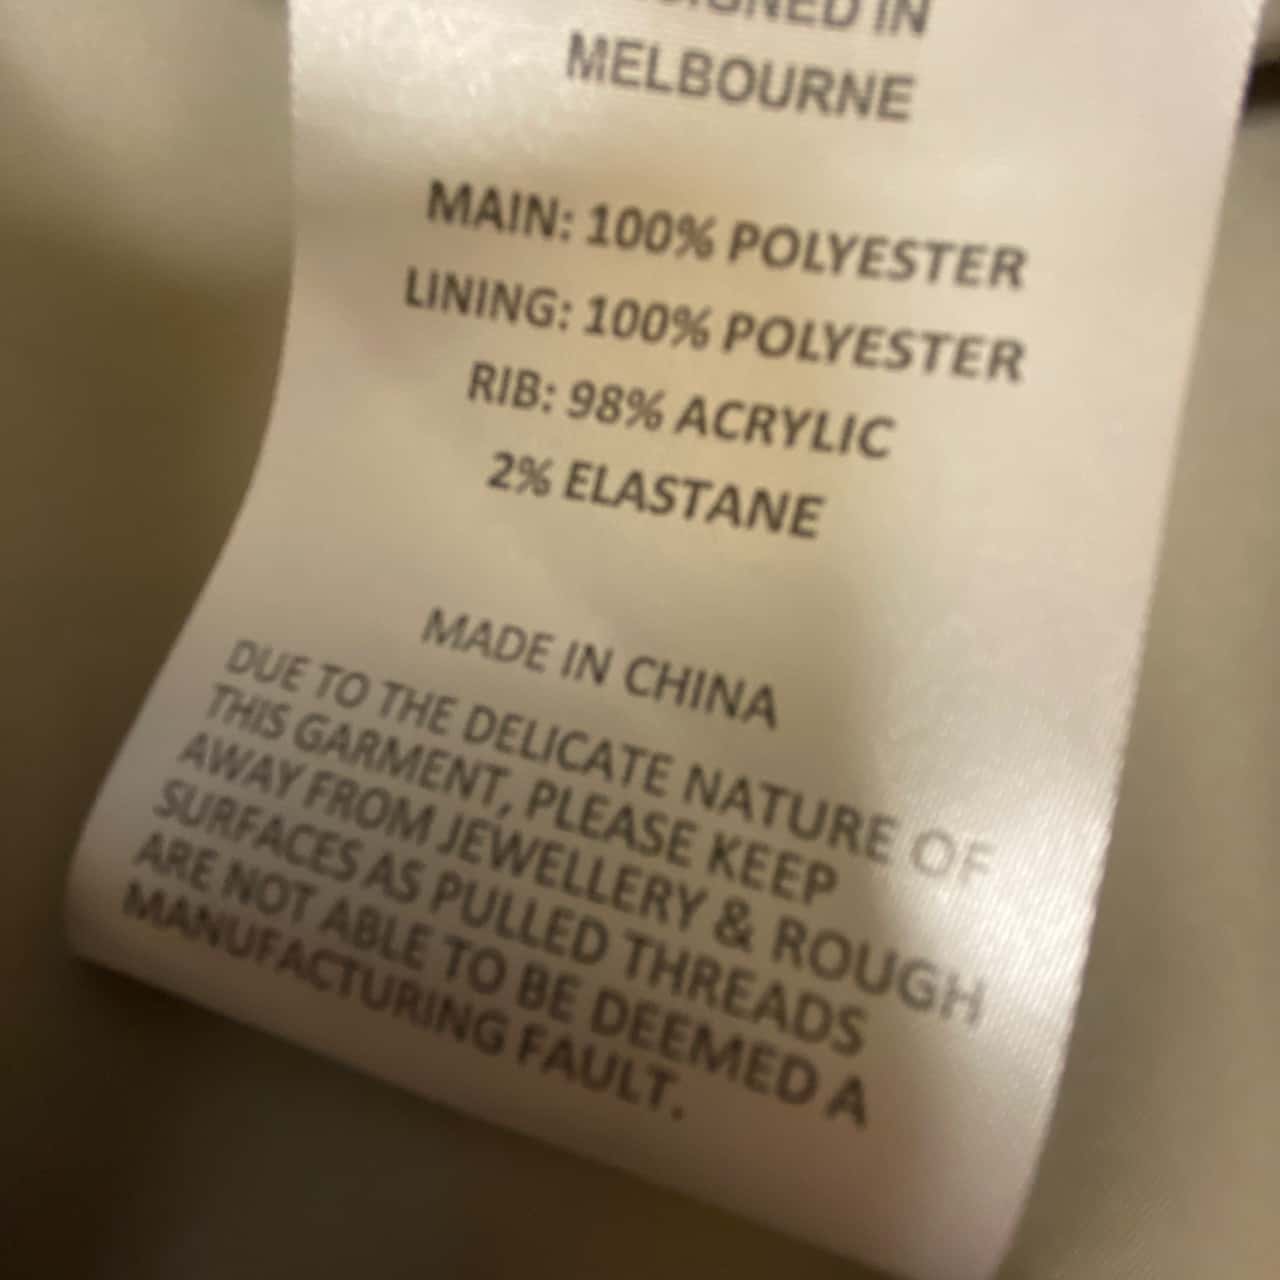 DESIGNED IN
MELBOURNE
MAIN: 100% POLYESTER
LINING: 100% POLYESTER
RIB: 98% ACRYLIC
2% ELASTANE
MADE IN CHINA
DUE TO THE DELICATE NATURE OF
THIS GARMENT, PLEASE KEEP
AWAY FROM JEWELLERY & ROUGH
SURFACES AS PULLED THREADS
ARE NOT ABLE TO BE DEEMED A
MANUFACTURING FAULT.